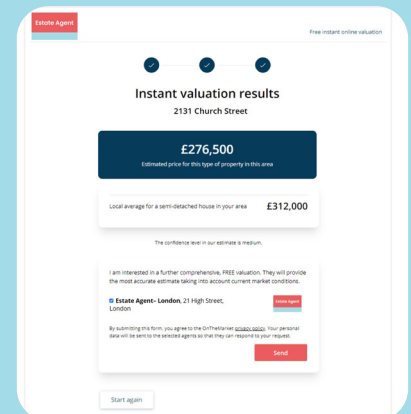 Estate Agent
Free instant online valuation
Instant valuation results
2131 Church Street
£276,500
Estimated price for this type of property in this area
Local average for a semi-detached house in your area £312,000
The confidence level in our estimate is medium.
I am interested in a further comprehensive, FREE valuation. They will provide
the most accurate estimate taking into account current market conditions.
Estate Agent– London, 21 High Street,
London
Estate Agent
By submitting this form, you agree to the OnTheMarket privacy policy. Your personal
data will be sent to the selected agents so that they can respond to your request.
Send
Start again